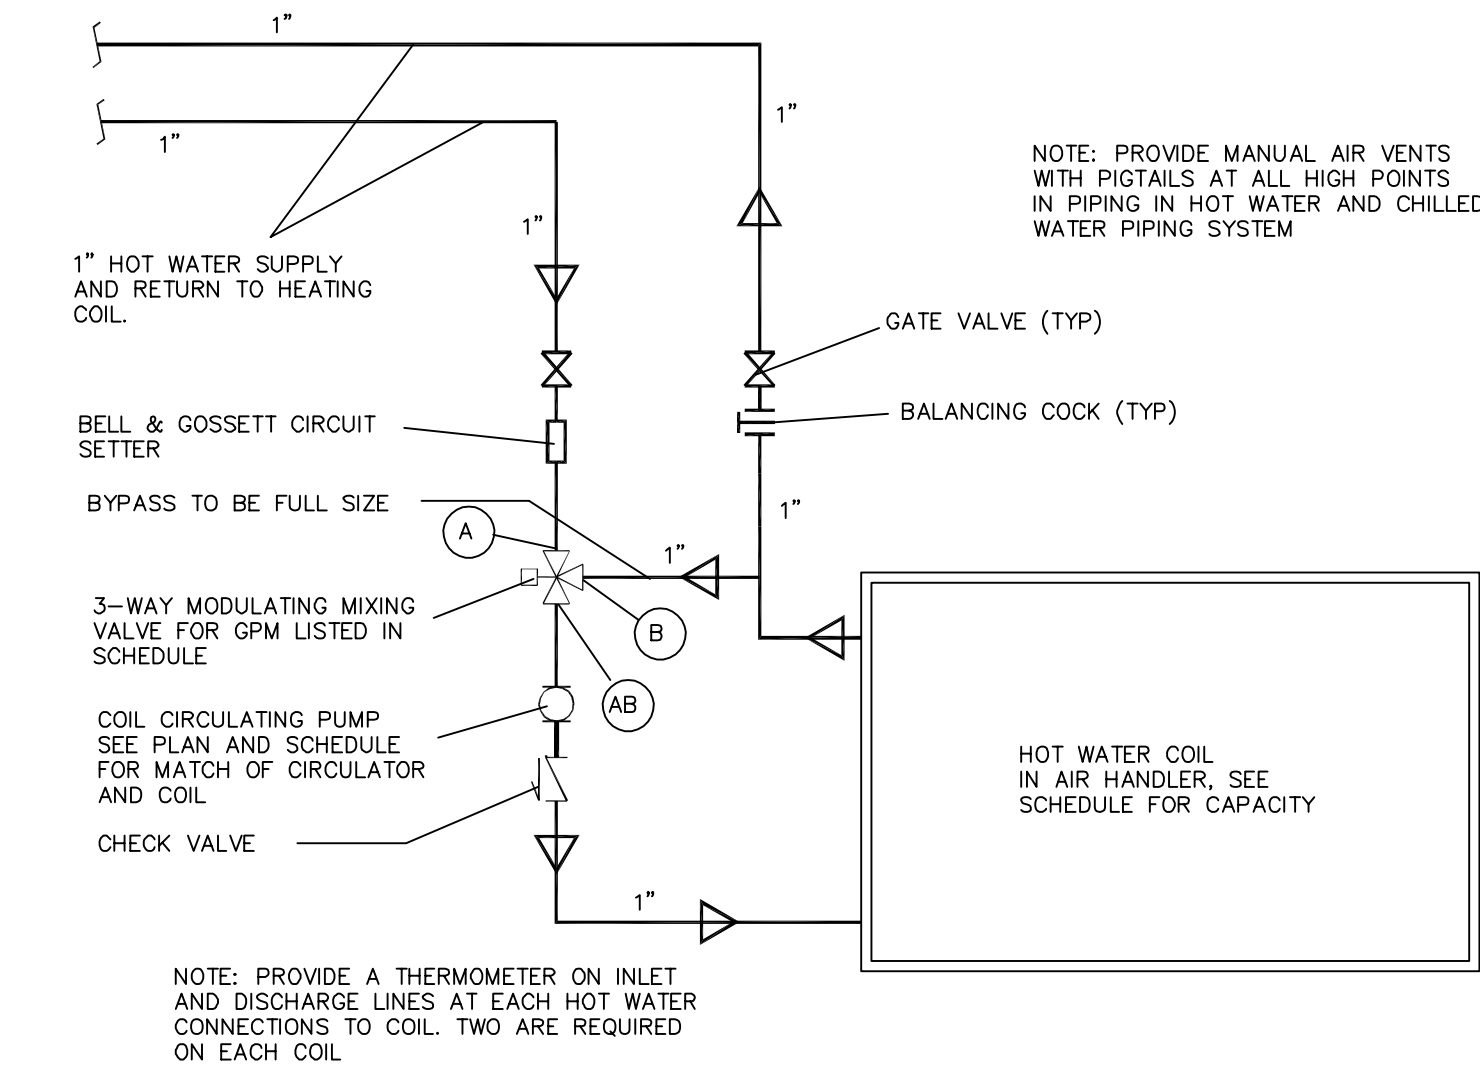 1”
1”
1”
NOTE: PROVIDE MANUAL AIR VENTS
WITH PIGTAILS AT ALL HIGH POINTS
IN PIPING IN HOT WATER AND CHILLED
WATER PIPING SYSTEM
1”
1” HOT WATER SUPPLY
AND RETURN TO HEATING
COIL.
GATE VALVE (TYP)
BALANCING COCK (TYP)
BELL & GOSSETT CIRCUIT
SETTER
BYPASS TO BE FULL SIZE
1”
A
1”
3-WAY MODULATING MIXING
VALVE FOR GPM LISTED IN
SCHEDULE
B
AB
COIL CIRCULATING PUMP
SEE PLAN AND SCHEDULE
FOR MATCH OF CIRCULATOR
AND COIL
HOT WATER COIL
IN AIR HANDLER, SEE
SCHEDULE FOR CAPACITY
CHECK VALVE
1”
NOTE: PROVIDE A THERMOMETER ON INLET
AND DISCHARGE LINES AT EACH HOT WATER
CONNECTIONS TO COIL. TWO ARE REQUIRED
ON EACH COIL